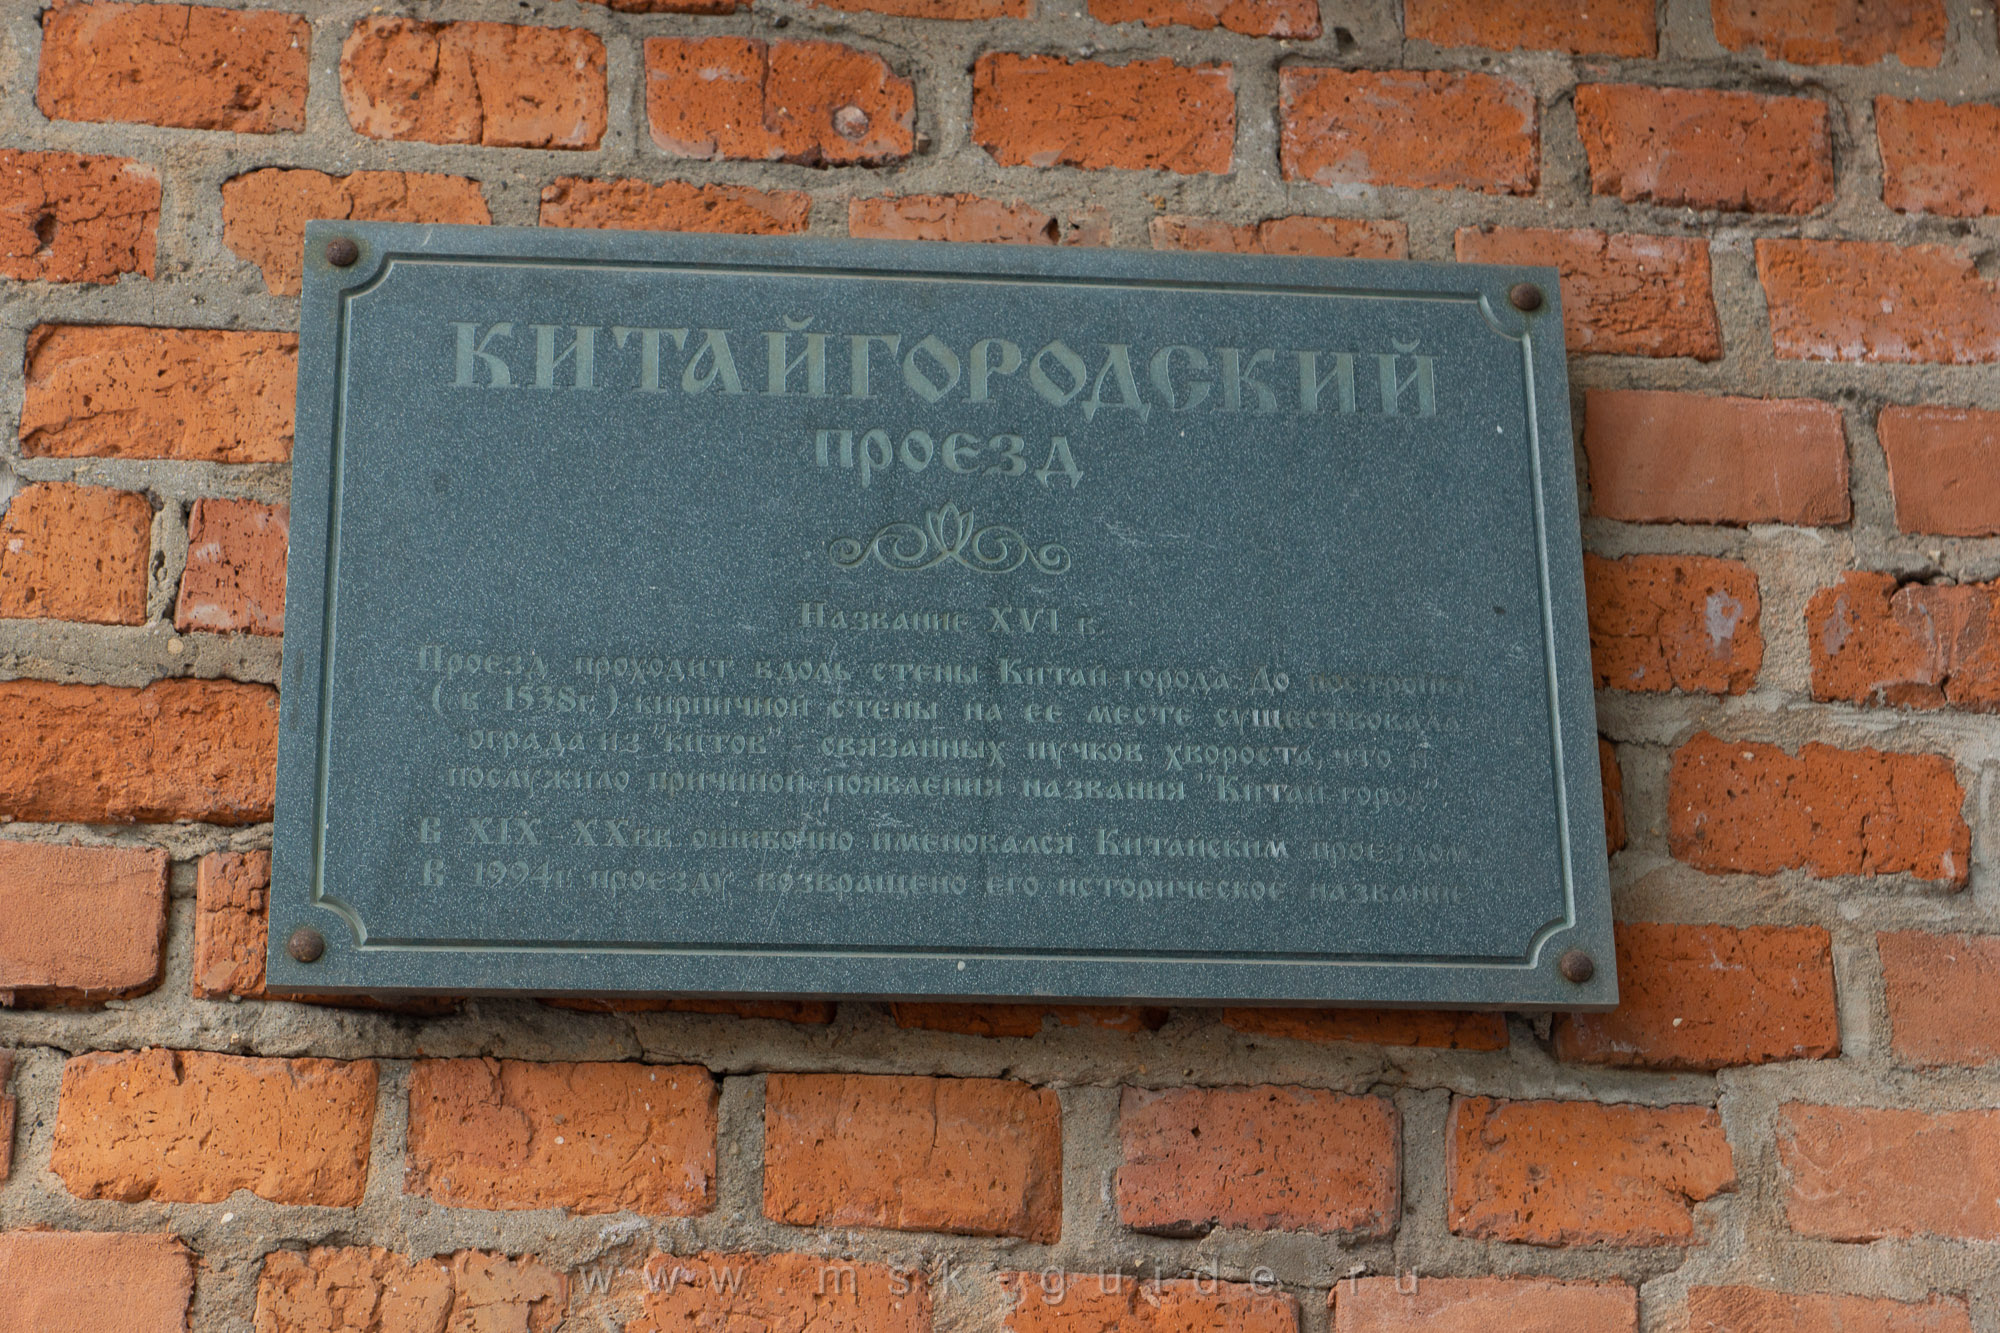 КИТАЙГОРОДСКИЙ
проезд
Название XVI в.
Проезд проходит вдоль стены Китай города. До постройки
( в 1538г. ) кирпичной стены на ее месте существовала
ограда из "китов" - связанных пучков хвороста, что и
послужило причиной появления названия "Китай город"
В XIX - XXвв. ошибочно именовался Китайским проездом.
В 1994г. проезду возвращено его историческое название
www.msk-guide.ru